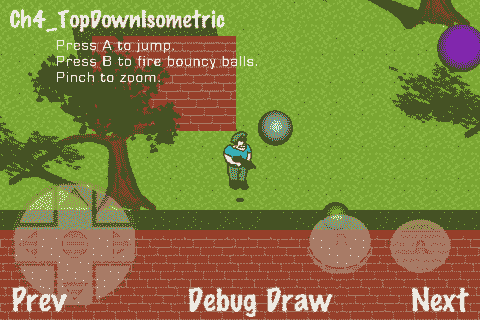 Ch4_TopDownIsometric
Press A to jump.
Press B to fire bouncy balls.
Pinch to zoom.
A
Prev
Debug Draw
Next